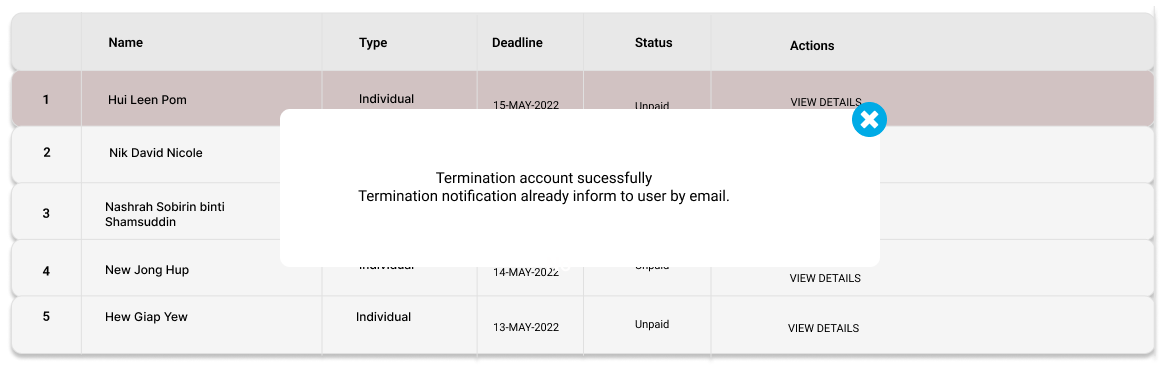 Name Type Deadline Status Actions
1 Hui Leen Pom Individual 15-MAY-2022 Unpaid VIEW DETAILS
2 Nik David Nicole
Termination account sucessfully
Termination notification already inform to user by email.
3 Nashrah Sobirin binti
Shamsuddin
4 New Jong Hup Individual 14-MAY-2022 Unpaid VIEW DETAILS
5 Hew Giap Yew Individual 13-MAY-2022 Unpaid VIEW DETAILS